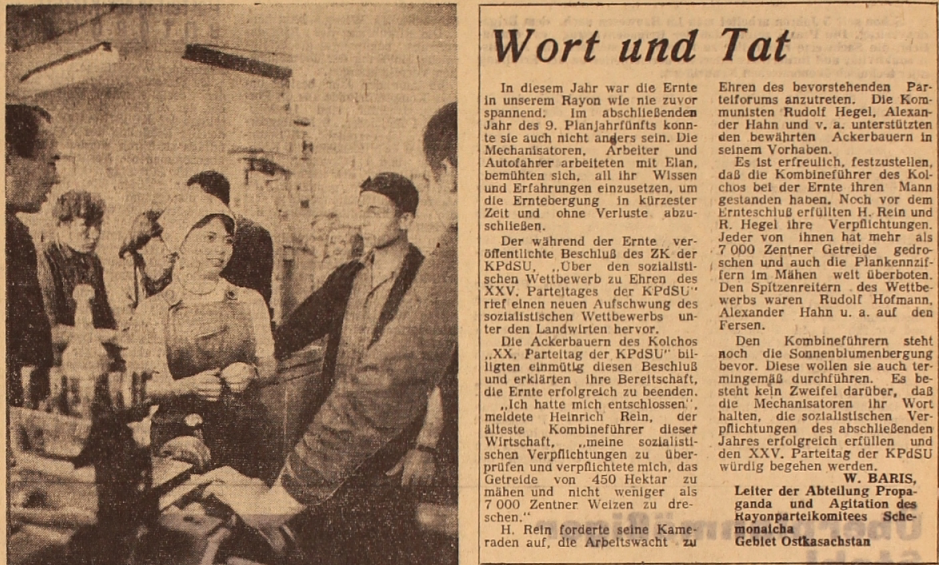 Wort und Tat
In diesem Jahr war die Ernte
in unserem Rayon wie nie zuvor
spannend. Im abschließenden
Jahr des 9. Planjahrfünfts konn-
te sie auch nicht anders sein. Die
Mechanisatoren, Arbeiter und
Autofahrer arbeiteten mit Elan,
bemühten sich, all ihr Wissen
und Erfahrungen einzusetzen, um
die Erntebergung in kürzester
Zeit und ohne Verluste abzu-
schließen.
Der während der Ernte ver-
öffentlichte Beschluß des ZK der
KPdSU, „Über den sozialisti-
schen Wettbewerb zu Ehren des
XXV. Parteitages der KPdSU“
rief einen neuen Aufschwung des
sozialistischen Wettbewerbs un-
ter den Landwirten hervor.
Die Ackerbauern des Kolchos
„XX. Parteitag der KPdSU“ bil-
ligten einmütig diesen Beschluß
und erklärten ihre Bereitschaft,
die Ernte erfolgreich zu beenden.
„Ich hatte mich entschlossen“,
meldete Heinrich Rein, der
älteste Kombineführer dieser
Wirtschaft, „meine sozialisti-
schen Verpflichtungen zu über-
prüfen und verpflichtete mich, das
Getreide von 450 Hektar zu
mähen und nicht weniger als
7 000 Zentner Weizen zu dre-
schen.“
H. Rein forderte seine Kame-
raden auf, die Arbeitswacht zu
Ehren des bevorstehenden Par-
teiforums anzutreten. Die Kom-
munisten Rudolf Hegel, Alexan-
der Hahn und v. a. unterstützten
den bewährten Ackerbauern in
seinem Vorhaben.
Es ist erfreulich, festzustellen,
daß die Kombineführer des Kol-
chos bei der Ernte ihren Mann
gestanden haben. Noch vor dem
Ernteschluß erfüllten H. Rein und
R. Hegel ihre Verpflichtungen.
Jeder von ihnen hat mehr als
7 000 Zentner Getreide gedro-
schen und auch die Plankennzif-
fern im Mähen weit überboten.
Den Spitzenreitern des Wettbe-
werbs waren Rudolf Hofmann,
Alexander Hahn u. a. auf den
Fersen.
Den Kombineführern steht
noch die Sonnenblumenbergung
bevor. Diese wollen sie auch ter-
mingemäß durchführen. Es be-
steht kein Zweifel darüber, daß
die Mechanisatoren ihr Wort
halten, die sozialistischen Ver-
pflichtungen des abschließenden
Jahres erfolgreich erfüllen und
den XXV. Parteitag der KPdSU
würdig begehen werden.
W. BARIS,
Leiter der Abteilung Propa-
ganda und Agitation des
Rayonparteikomitees Sche-
monaicha
Gebiet Ostkasachstan